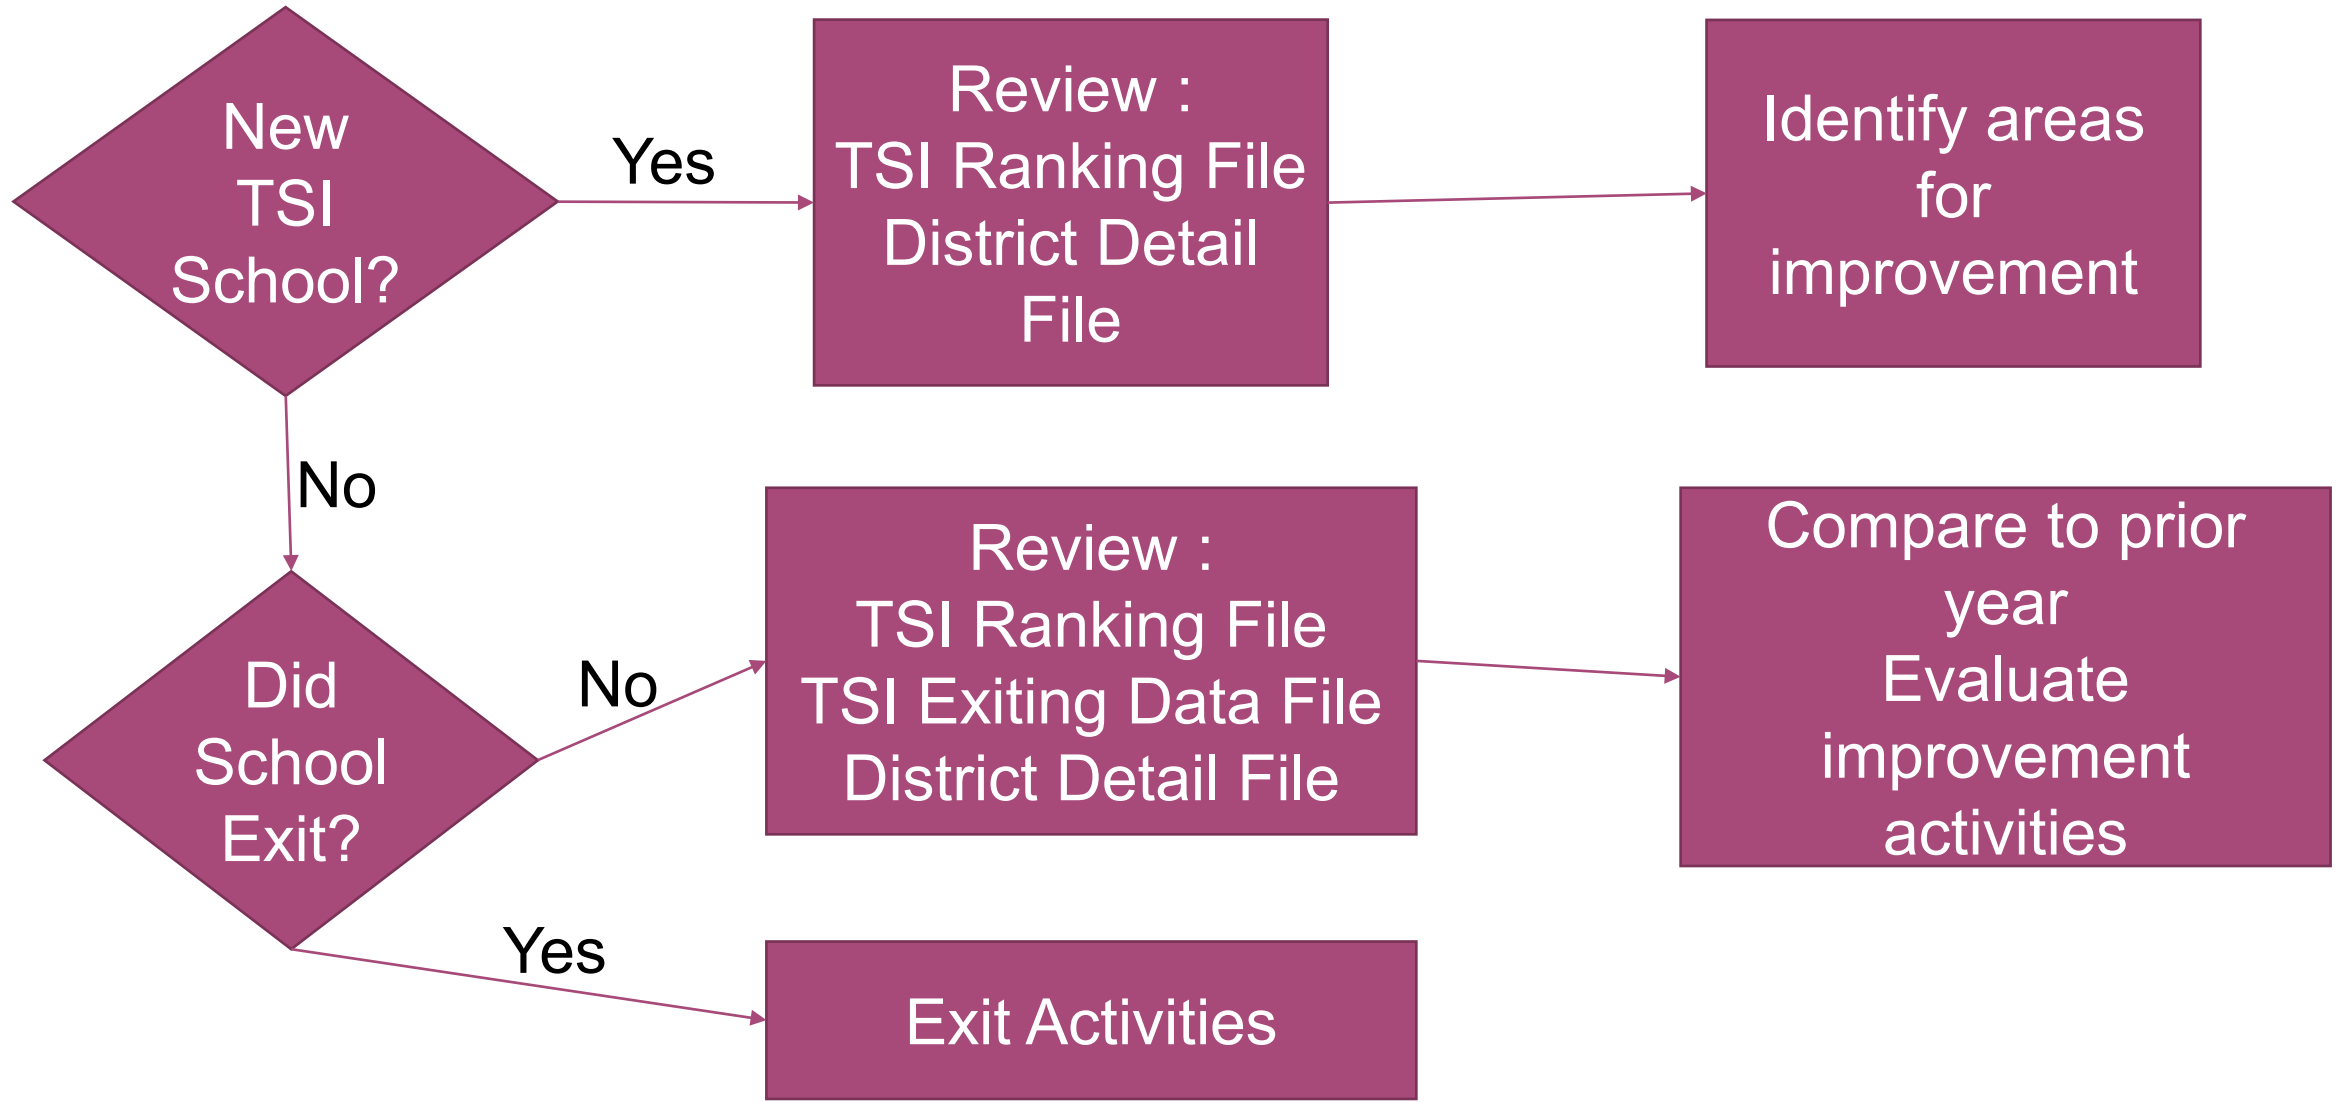 New
TSI
School?
Yes
Review :
TSI Ranking File
District Detail
File
Identify areas
for
improvement
No
Did
School
Exit?
No
Review :
TSI Ranking File
TSI Exiting Data File
District Detail File
Compare to prior
year
Evaluate
improvement
activities
Yes
Exit Activities